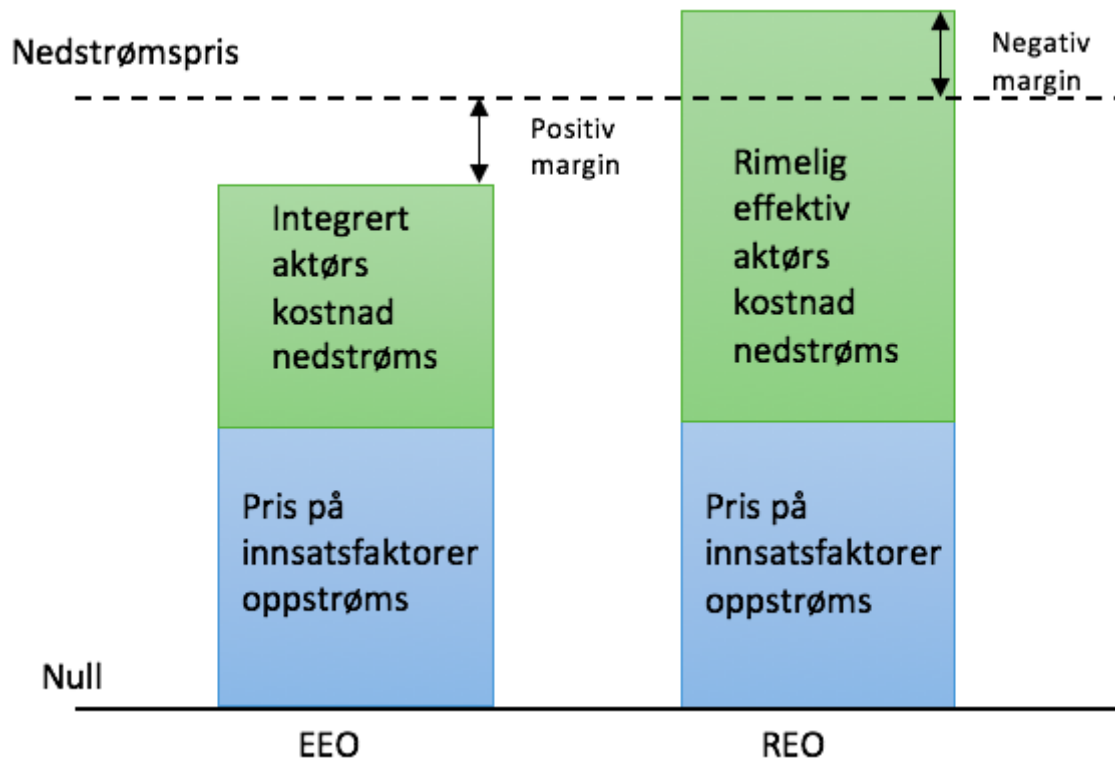 Nedstrømspris
Negativ
margin
Positiv
margin
Integrert
aktørs
kostnad
nedstrøms
Rimelig
effektiv
aktørs
kostnad
nedstrøms
Pris på
innsatsfaktorer
oppstrøms
Pris på
innsatsfaktorer
oppstrøms
Null
EEO
REO